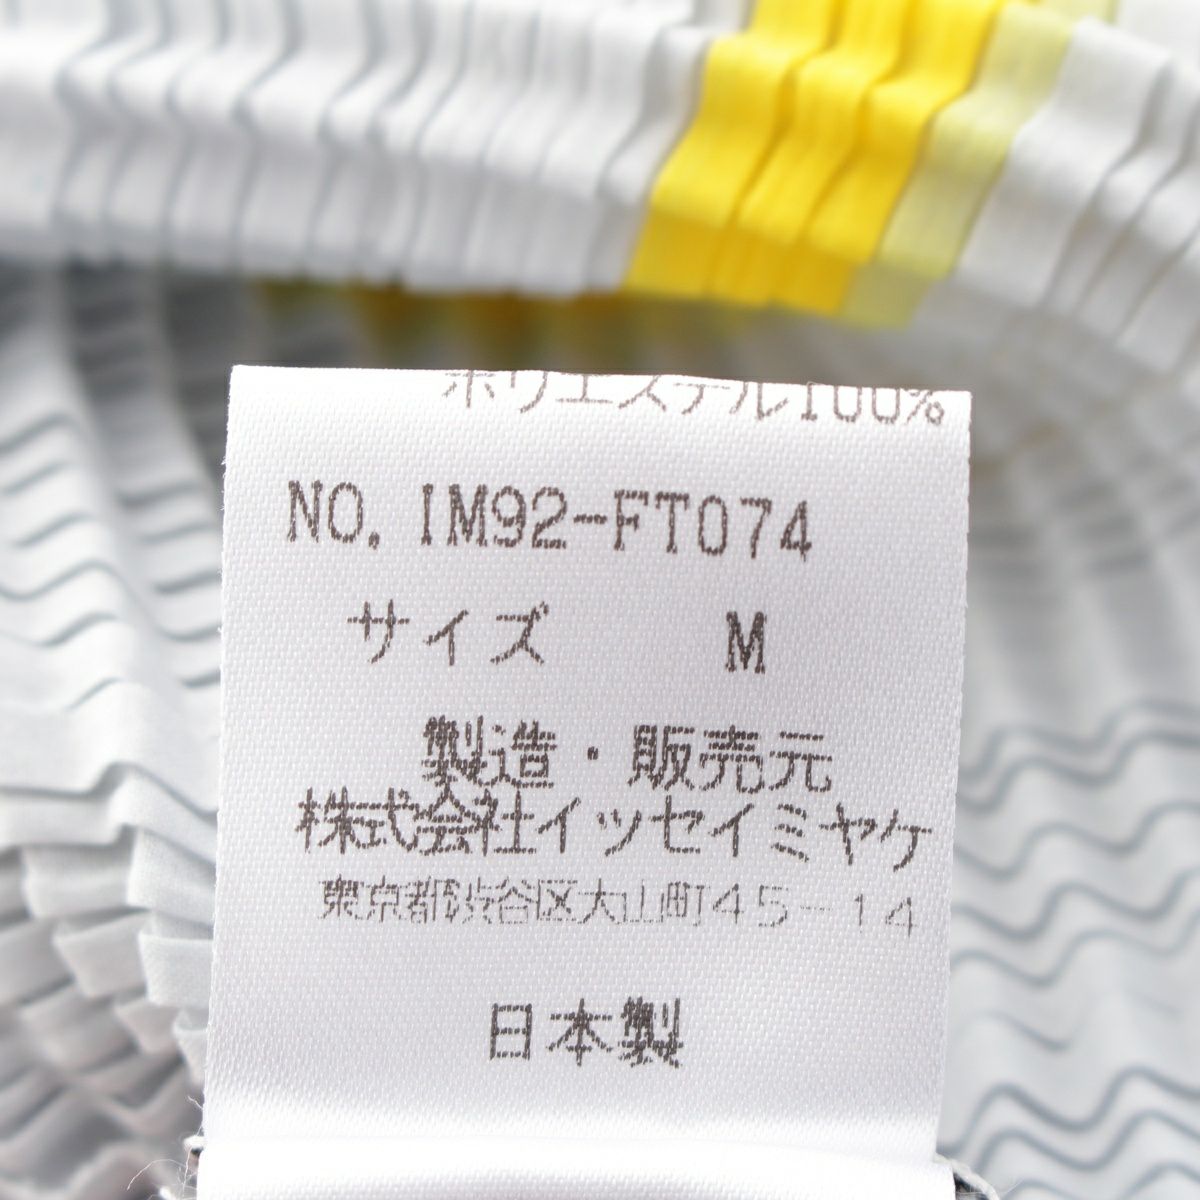 ポリエステル100%
NO. IM92-FT074
サイズ M
製造・販売元
株式会社イッセイミヤケ
東京都渋谷区大山町45-14
日本製